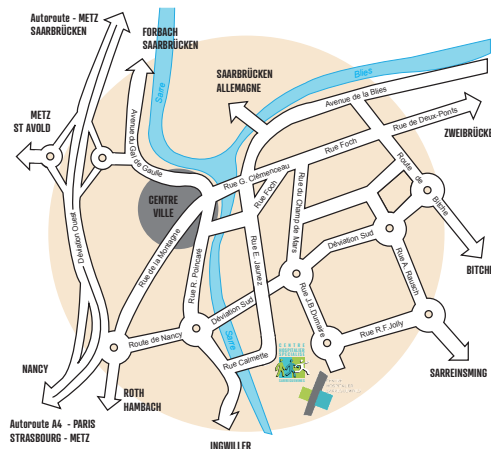 Autoroute - METZ
SAARBRÜCKEN
FORBACH
SAARBRÜCKEN
SAARBRÜCKEN
ALLEMAGNE
Sarre
Blies
Avenue de la Blies
METZ
ST AVOLD
Avenue du Gal de Gaulle
Rue de Deux-Ponts
ZWEIBRÜCKEN
Rue Foch
Rue G. Clémenceau
Rue Foch
Route de Bitche
CENTRE
VILLE
Rue du Champ de Mars
Déviation Ouest
Rue de la Montagne
Rue R. Poincaré
Rue E. Jaunez
Déviation Sud
Rue A. Rausch
BITCHE
Déviation Sud
Rue J.B. Dumaire
Route de Nancy
Sarre
Rue R.F.Jolly
Rue Calmette
CENTRE
HOSPITALIER
SPÉCIALISÉ
NANCY
ROTH
HAMBACH
SARREINSMING
Autoroute A4 - PARIS
STRASBOURG - METZ
INGWILLER